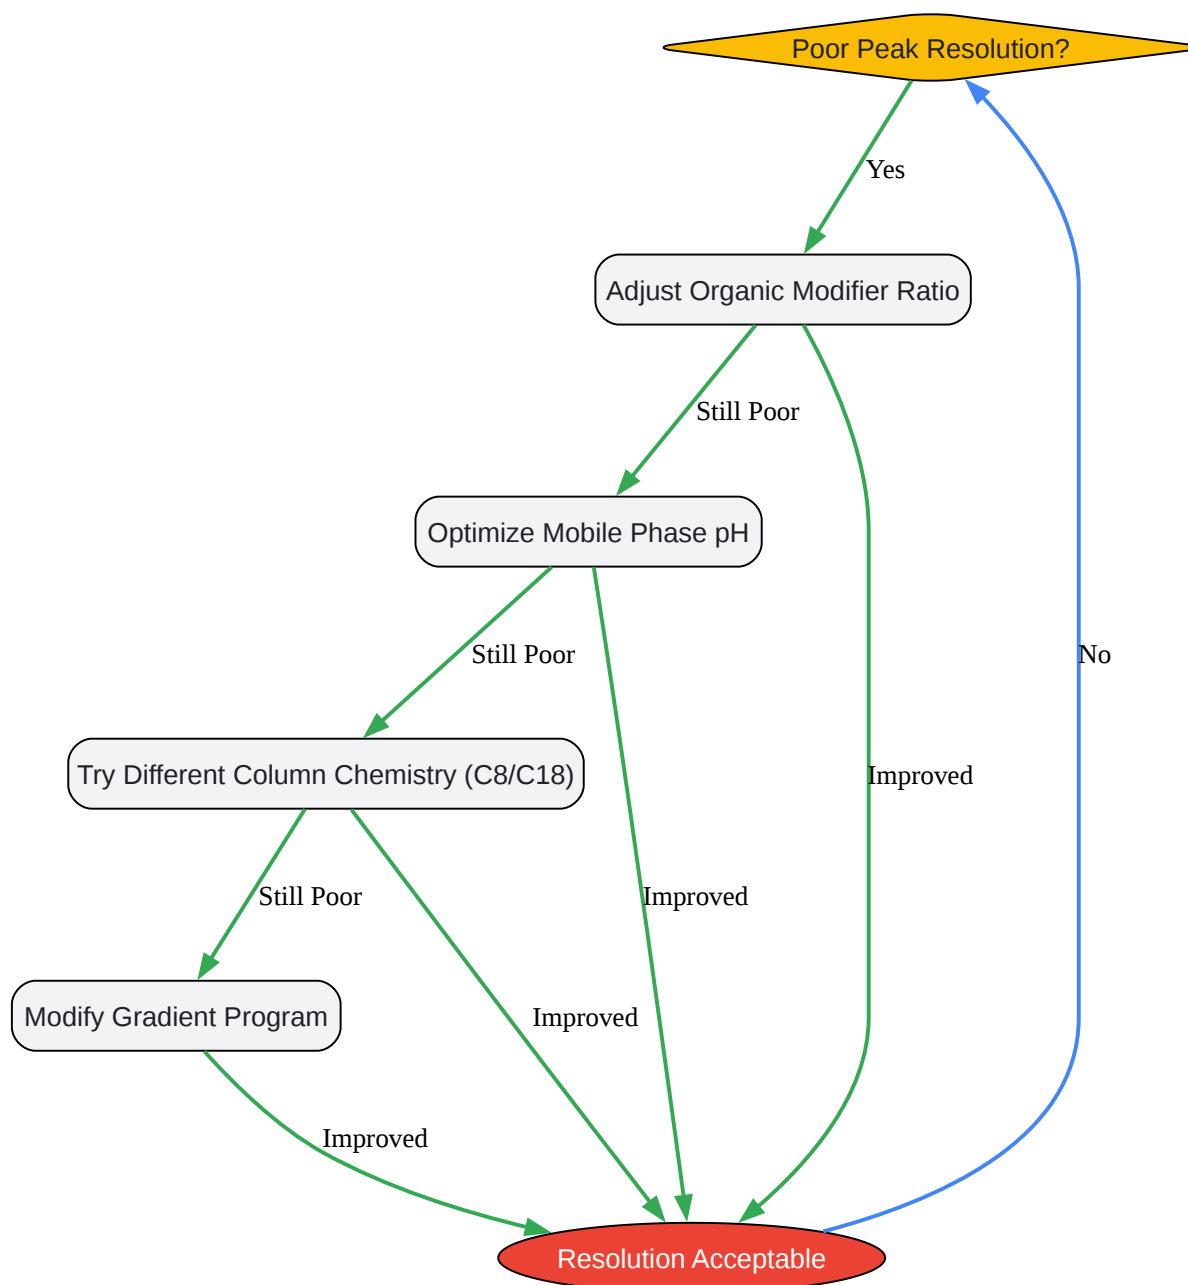 Poor Peak Resolution?
Yes
Adjust Organic Modifier Ratio
Still Poor
Optimize Mobile Phase pH
Still Poor
No
Try Different Column Chemistry (C8/C18)
Improved
Still Poor
Improved
Modify Gradient Program
Improved
Improved
Resolution Acceptable